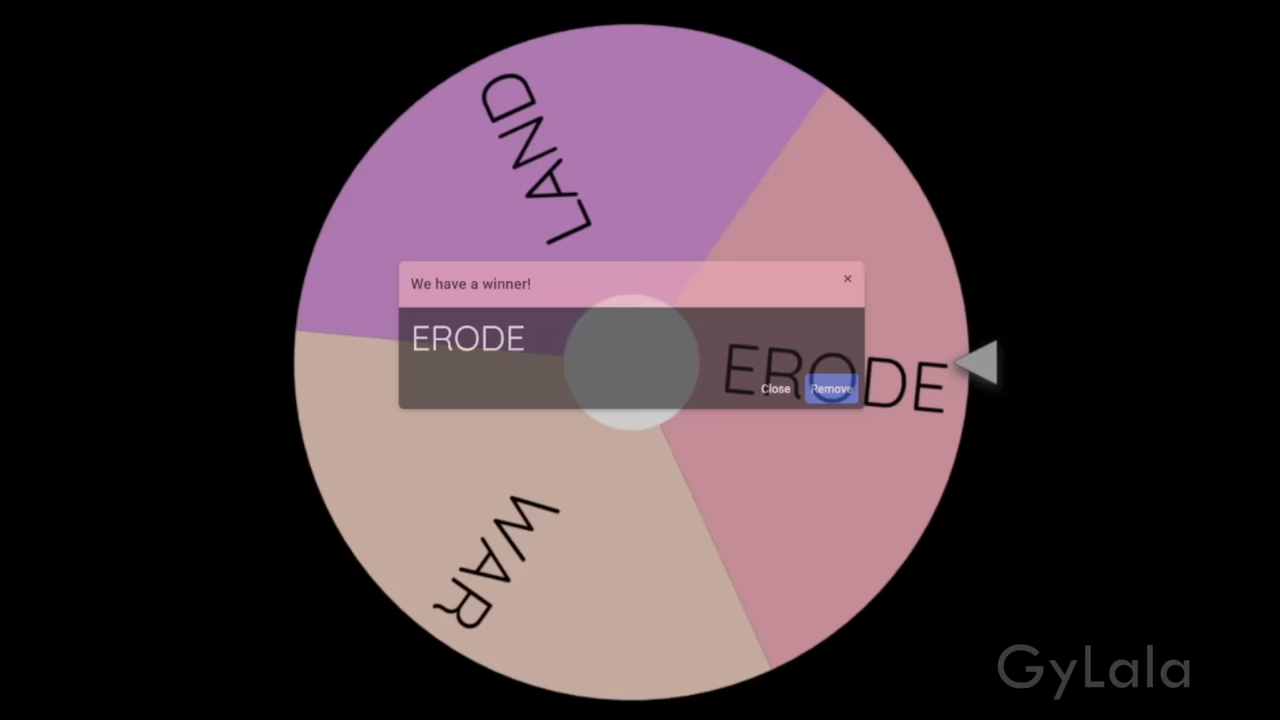 LAND
We have a winner!
×
ERODE
ERODE
Close
Remove
WAR
GyLala